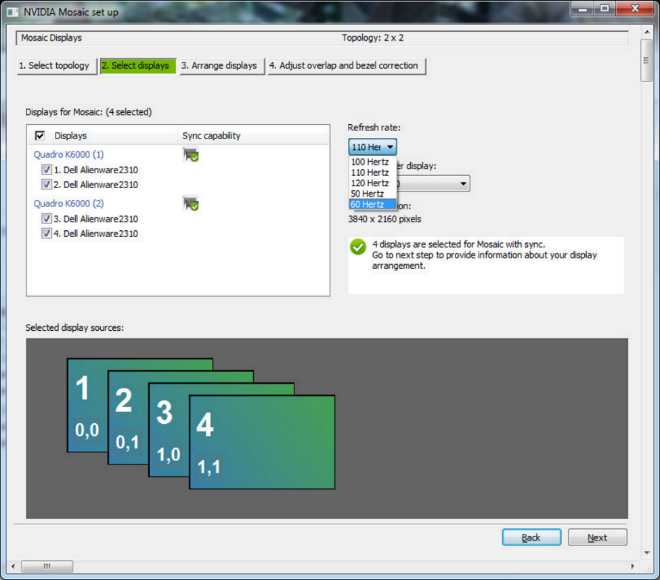 NVIDIA Mosaic set up
Mosaic Displays Topology: 2 x 2
1. Select topology 2. Select displays 3. Arrange displays 4. Adjust overlap and bezel correction
Displays for Mosaic: (4 selected)
Displays Sync capability
Quadro K6000 (1)
1. Dell Alienware2310
2. Dell Alienware2310
Quadro K6000 (2)
3. Dell Alienware2310
4. Dell Alienware2310
Refresh rate:
110 Her
100 Hertz
110 Hertz
120 Hertz
50 Hertz
60 Hertz
display:
3840 x 2160 pixels
4 displays are selected for Mosaic with sync.
Go to next step to provide information about your display
arrangement.
Selected display sources:
1
0,0
2
0,1
3
1,0
4
1,1
Back Next